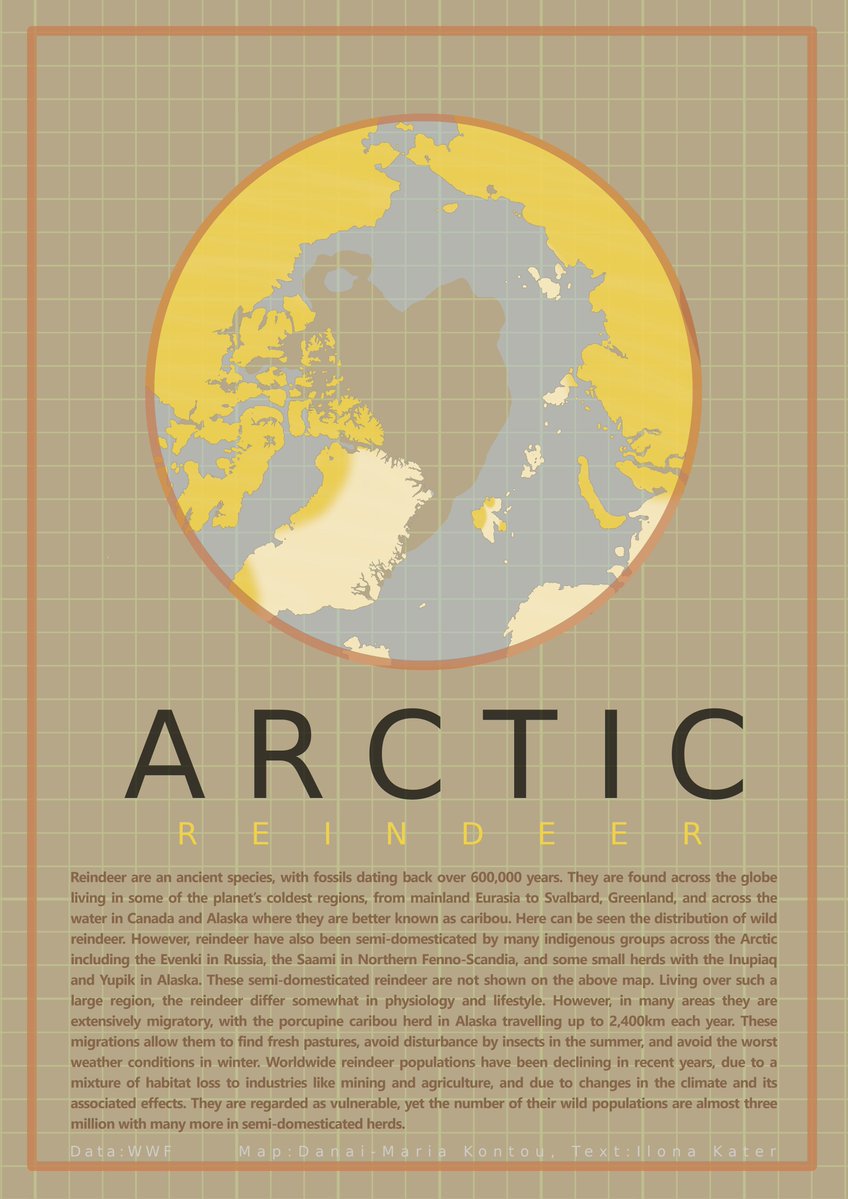 ARCTIC
REINDEER
Reindeer are an ancient species, with fossils dating back over 600,000 years. They are found across the globe
living in some of the planet's coldest regions, from mainland Eurasia to Svalbard, Greenland, and across the
water in Canada and Alaska where they are better known as caribou. Here can be seen the distribution of wild
reindeer. However, reindeer have also been semi-domesticated by many indigenous groups across the Arctic
including the Evenki in Russia, the Saami in Northern Fenno-Scandia, and some small herds with the Inupiaq
and Yupik in Alaska. These semi-domesticated reindeer are not shown on the above map. Living over such a
large region, the reindeer differ somewhat in physiology and lifestyle. However, in many areas they are
extensively migratory, with the porcupine caribou herd in Alaska travelling up to 2,400km each year. These
migrations allow them to find fresh pastures, avoid disturbance by insects in the summer, and avoid the worst
weather conditions in winter. Worldwide reindeer populations have been declining in recent years, due to a
mixture of habitat loss to industries like mining and agriculture, and due to changes in the climate and its
associated effects. They are regarded as vulnerable, yet the number of their wild populations are almost three
million with many more in semi-domesticated herds.
Data:WWF Map:Danai-Maria Kontou, Text:Ilona Kater